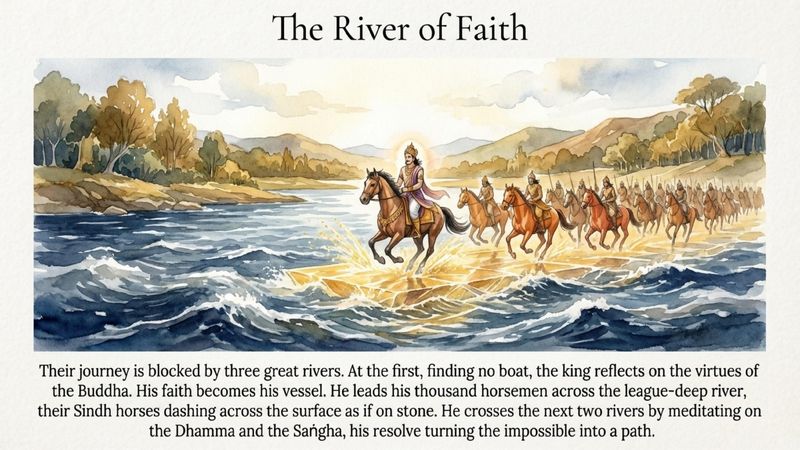 The River of Faith
Their journey is blocked by three great rivers. At the first, finding no boat, the king reflects on the virtues of
the Buddha. His faith becomes his vessel. He leads his thousand horsemen across the league-deep river,
their Sindh horses dashing across the surface as if on stone. He crosses the next two rivers by meditating on
the Dhamma and the Saṅgha, his resolve turning the impossible into a path.